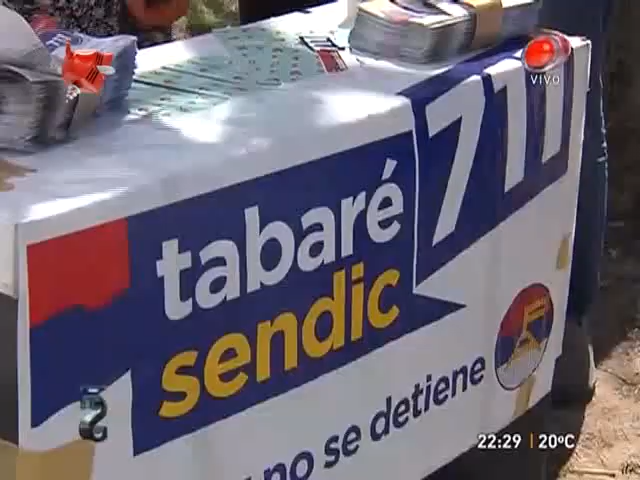 VIVO
711
tabaré
sendic
no se detiene
22:29 20ºC